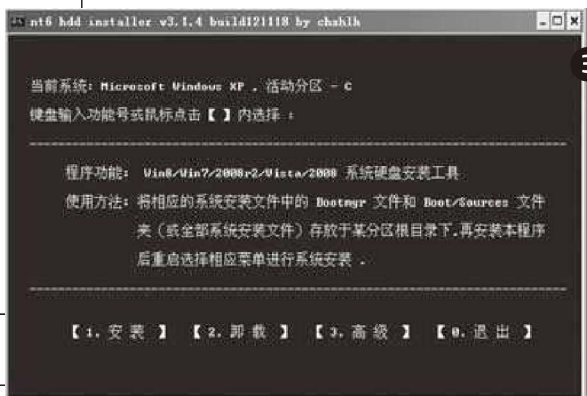 nt6 hdd installer v3.1.4 build121118 by chshlh
当前系统: Microsoft Windows XP . 活动分区 - C
键盘输入功能号或鼠标点击【 】内选择 :
程序功能: Win8/Win7/2008r2/Vista/2008 系统硬盘安装工具
使用方法: 将相应的系统安装文件中的 Bootmgr 文件和 Boot/Sources 文件
夹（或全部系统安装文件）存放于某分区根目录下.再安装本程序
后重启选择相应菜单进行系统安装 .
【1. 安 装 】 【2. 卸 载 】 【3. 高 级 】 【0. 退 出 】